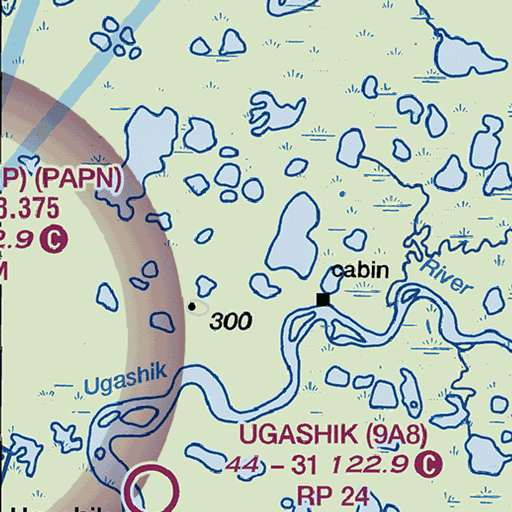 P) (PAPN)
3.375
2.9 C
M
cabin
River
300
Ugashik
UGASHIK (9A8)
44 – 31 122.9 C
RP 24